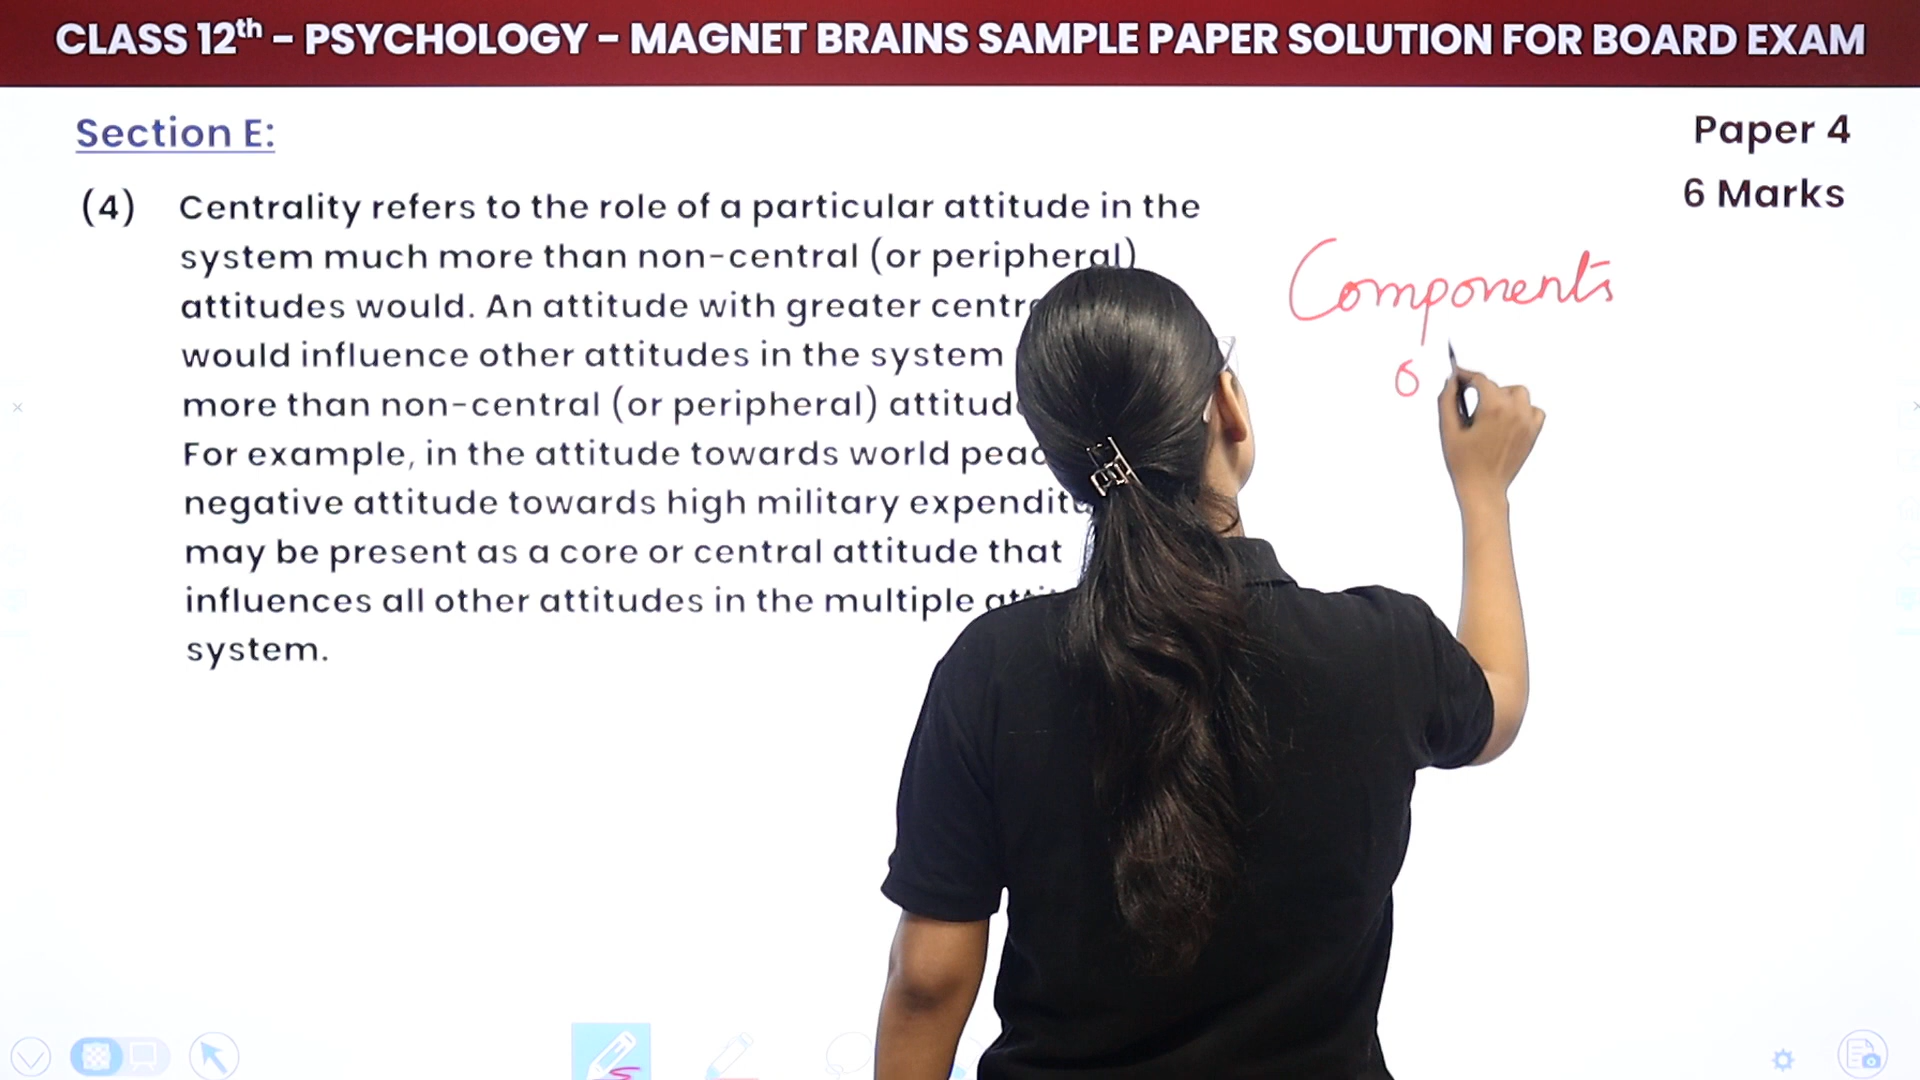 CLASS 12th – PSYCHOLOGY – MAGNET BRAINS SAMPLE PAPER SOLUTION FOR BOARD EXAM
Section E:
Paper 4
6 Marks
(4) Centrality refers to the role of a particular attitude in the
system much more than non-central (or peripheral)
attitudes would. An attitude with greater
would influence other attitudes in the system
more than non-central (or peripheral)
For example, in the attitude towards world
negative attitude towards high military
may be present as a core or central attitude that
influences all other attitudes in the multiple
system.
Components